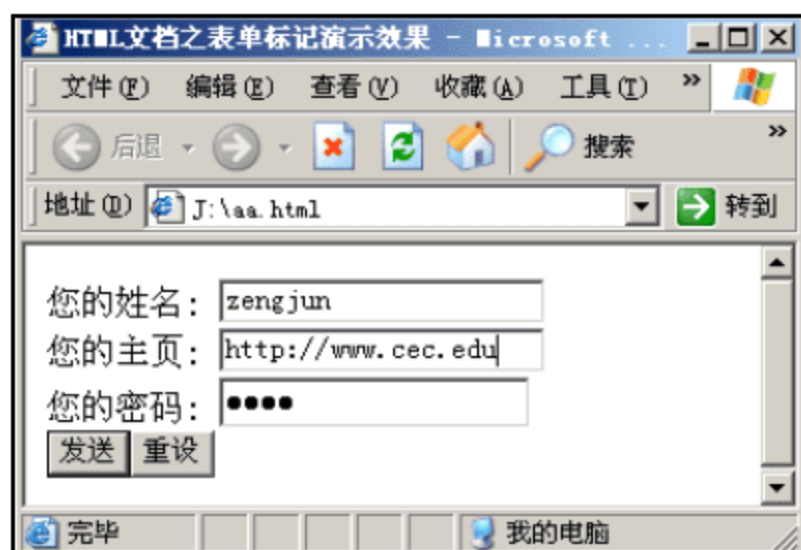 HTML文档之表单标记演示效果 - Microsoft ...
文件(F) 编辑(E) 查看(V) 收藏(A) 工具(T) »
后退 搜索 »
地址(D) J:\aa.html 转到
您的姓名: zengjun
您的主页: http://www.cec.edu
您的密码: ●●●●
发送 重设
完毕 我的电脑